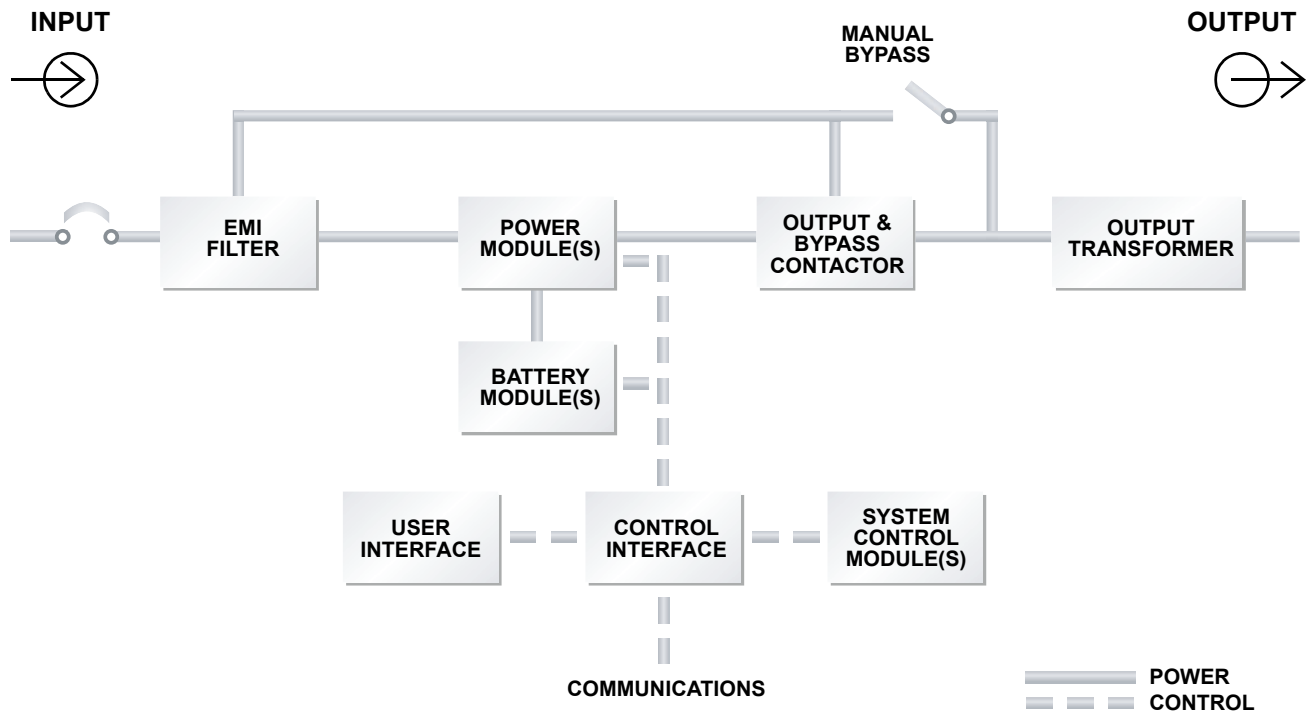 INPUT
OUTPUT
MANUAL
BYPASS
EMI
FILTER
POWER
MODULE(S)
OUTPUT &
BYPASS
CONTACTOR
OUTPUT
TRANSFORMER
BATTERY
MODULE(S)
USER
INTERFACE
CONTROL
INTERFACE
SYSTEM
CONTROL
MODULE(S)
COMMUNICATIONS
POWER
CONTROL